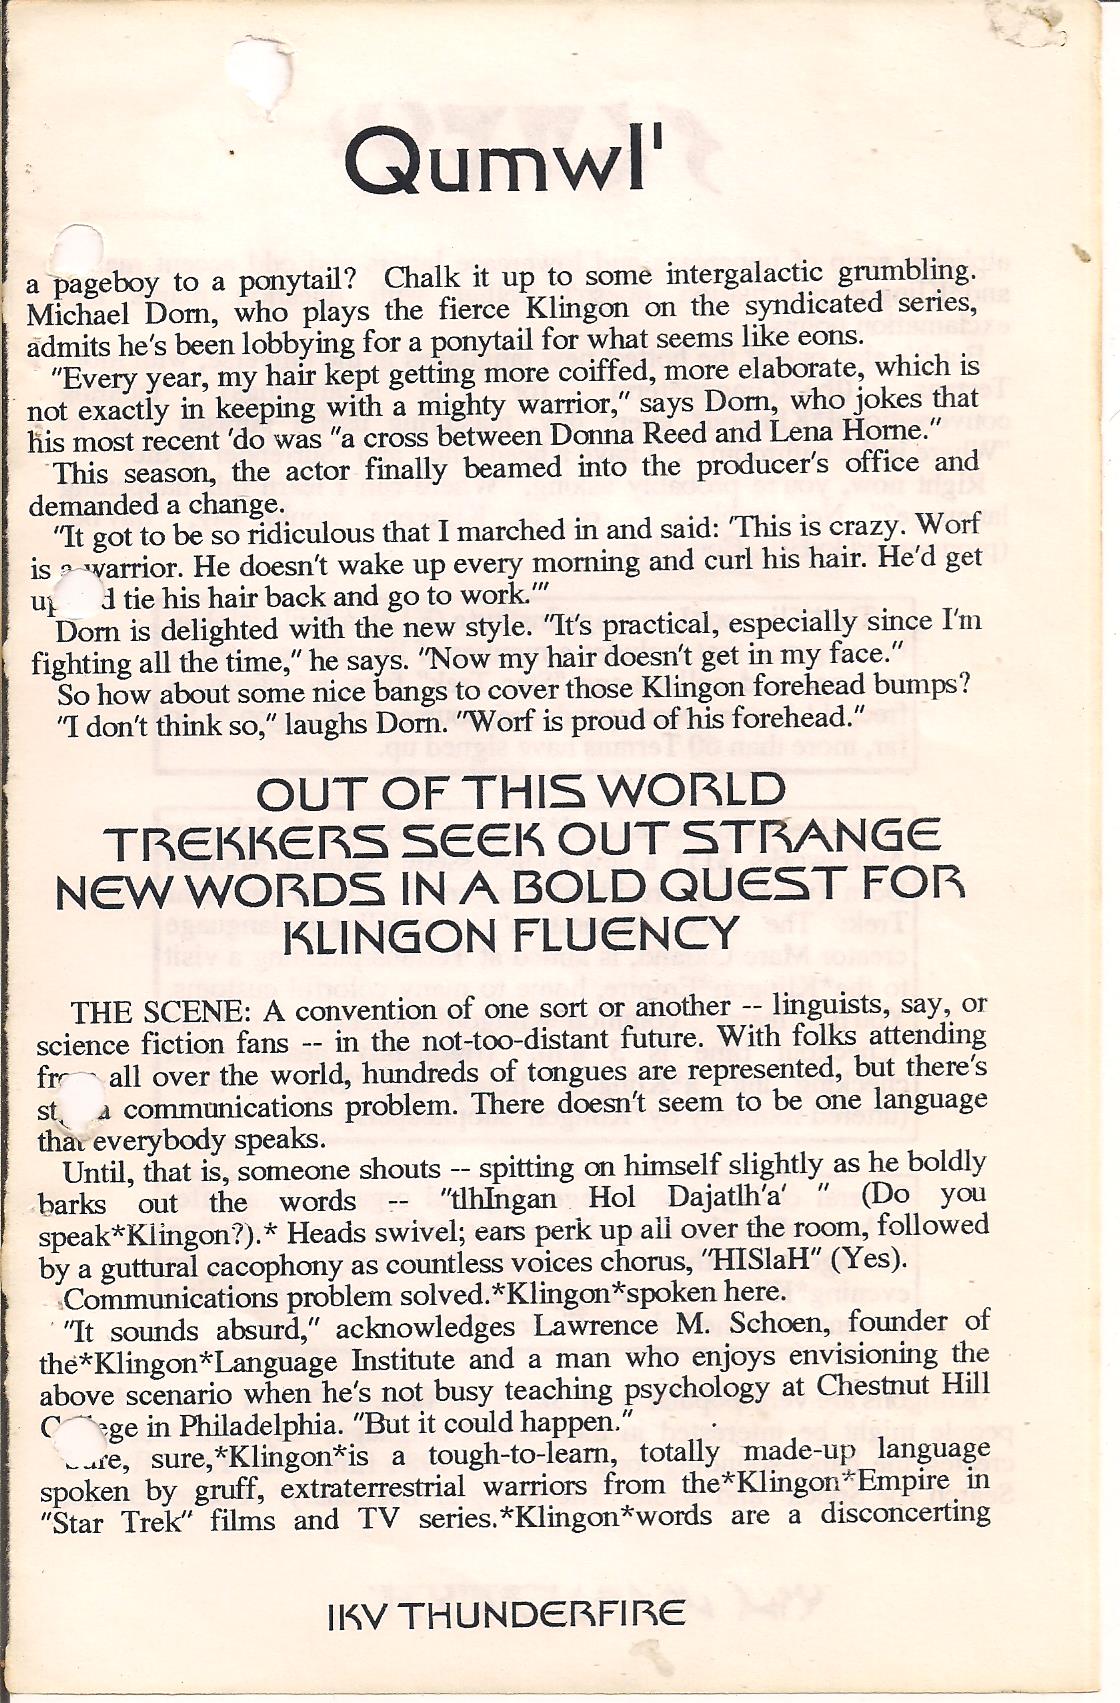 QumwI'
a pageboy to a ponytail? Chalk it up to some intergalactic grumbling.
Michael Dorn, who plays the fierce Klingon on the syndicated series,
admits he's been lobbying for a ponytail for what seems like eons.
"Every year, my hair kept getting more coiffed, more elaborate, which is
not exactly in keeping with a mighty warrior," says Dorn, who jokes that
his most recent 'do was "a cross between Donna Reed and Lena Horne."
This season, the actor finally beamed into the producer's office and
demanded a change.
"It got to be so ridiculous that I marched in and said: 'This is crazy. Worf
is a warrior. He doesn't wake up every morning and curl his hair. He'd get
tie his hair back and go to work.'"
Dorn is delighted with the new style. "It's practical, especially since I'm
fighting all the time," he says. "Now my hair doesn't get in my face."
So how about some nice bangs to cover those Klingon forehead bumps?
"I don't think so," laughs Dorn. "Worf is proud of his forehead."
OUT OF THIS WORLD
TREKKERS SEEK OUT STRANGE
NEW WORDS IN A BOLD QUEST FOR
KLINGON FLUENCY
THE SCENE: A convention of one sort or another -- linguists, say, or
science fiction fans -- in the not-too-distant future. With folks attending
all over the world, hundreds of tongues are represented, but there's
a communications problem. There doesn't seem to be one language
that everybody speaks.
Until, that is, someone shouts -- spitting on himself slightly as he boldly
barks out the words -- "tlhIngan Hol Dajatlh'a' " (Do you
speak*Klingon?).* Heads swivel; ears perk up all over the room, followed
by a guttural cacophony as countless voices chorus, "HISlaH" (Yes).
Communications problem solved.*Klingon*spoken here.
"It sounds absurd," acknowledges Lawrence M. Schoen, founder of
the*Klingon*Language Institute and a man who enjoys envisioning the
above scenario when he's not busy teaching psychology at Chestnut Hill
in Philadelphia. "But it could happen."
sure,*Klingon*is a tough-to-learn, totally made-up language
spoken by gruff, extraterrestrial warriors from the*Klingon*Empire in
"Star Trek" films and TV series.*Klingon*words are a disconcerting
IKV THUNDERFIRE